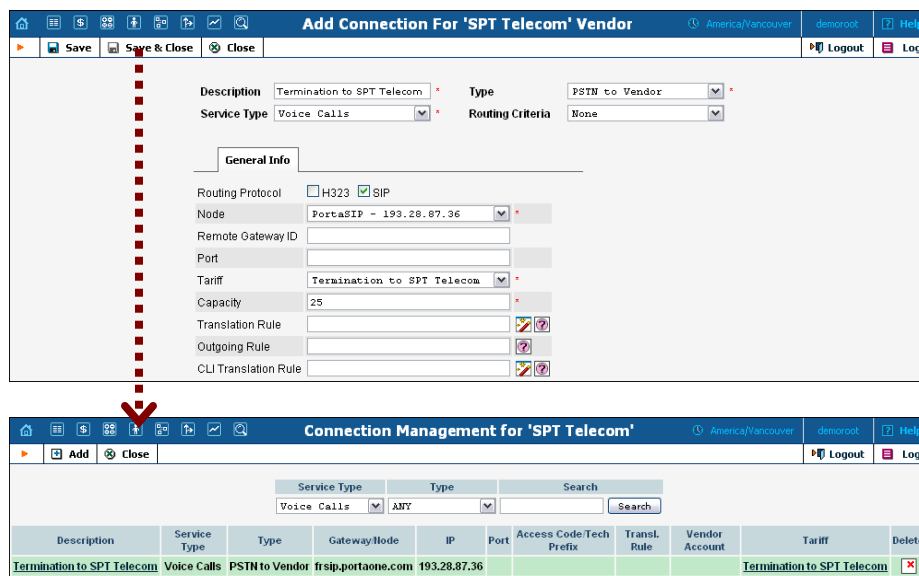 Add Connection For 'SPT Telecom' Vendor America/Vancouver demoroot ? Help
Save Save & Close Close Logout Log
Description Termination to SPT Telecom * Type PSTN to Vendor *
Service Type Voice Calls * Routing Criteria None
General Info
Routing Protocol H323 SIP
Node PortaSIP - 193.28.87.36 *
Remote Gateway ID
Port
Tariff Termination to SPT Telecom *
Capacity 25 *
Translation Rule
Outgoing Rule
CLI Translation Rule
Connection Management for 'SPT Telecom' America/Vancouver demoroot ? Help
Add Close Logout Log
Service Type Type Search
Voice Calls ANY Search
Description Service Type Type Gateway/Node IP Port Access Code/Tech Prefix Transl. Rule Vendor Account Tariff Delete
Termination to SPT Telecom Voice Calls PSTN to Vendor frsip.portaone.com 193.28.87.36 Termination to SPT Telecom